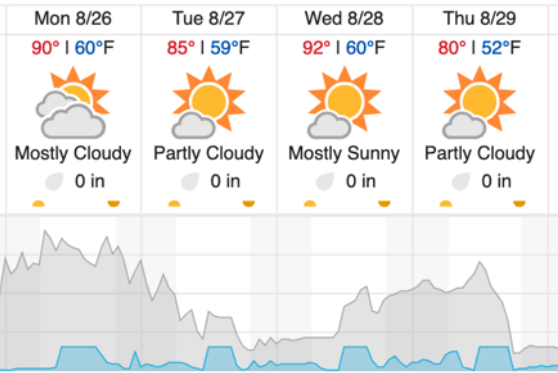 Mon 8/26
Tue 8/27
Wed 8/28
Thu 8/29
90° | 60°F
85° | 59°F
92° | 60°F
80° | 52°F
Mostly Cloudy
Partly Cloudy
Mostly Sunny
Partly Cloudy
0 in
0 in
0 in
0 in